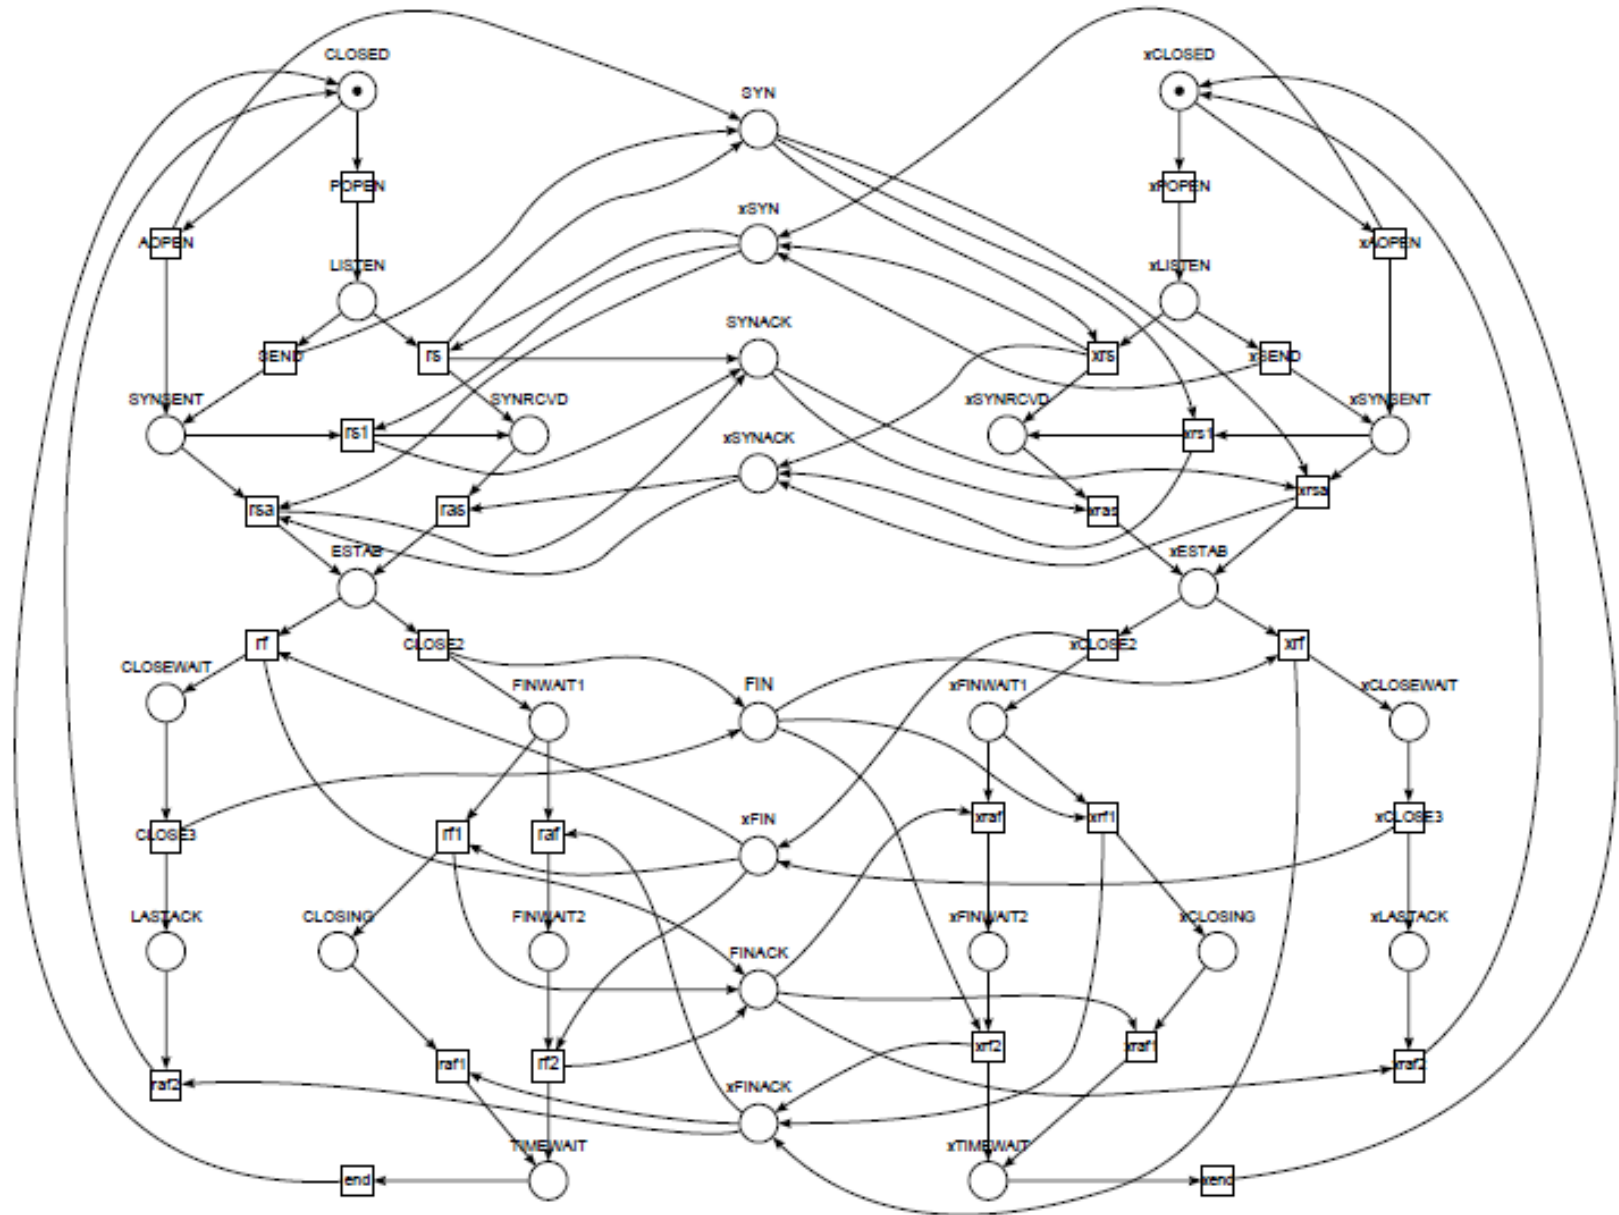 CLOSED
xCLOSED
SYN
POPEN
xPOPEN
xSYN
AOPEN
xAOPEN
LISTEN
xLISTEN
SYNACK
SEND
rs
xrs
xSEND
SYNSENT
SYNRCVD
xSYNRCVD
xSYNSENT
rs1
xrs1
xSYNACK
xrsa
rsa
ras
xras
ESTAB
xESTAB
rf
CLOSE2
xCLOSE2
xrf
CLOSEWAIT
FINWAIT1
FIN
xFINWAIT1
xCLOSEWAIT
xFIN
xraf
xrf1
xCLOSE3
CLOSE3
rf1
raf
LASTACK
CLOSING
FINWAIT2
xFINWAIT2
xCLOSING
xLASTACK
FINACK
xrf2
xraf1
raf1
rf2
xraf2
raf2
xFINACK
TIMEWAIT
xTIMEWAIT
end
xend